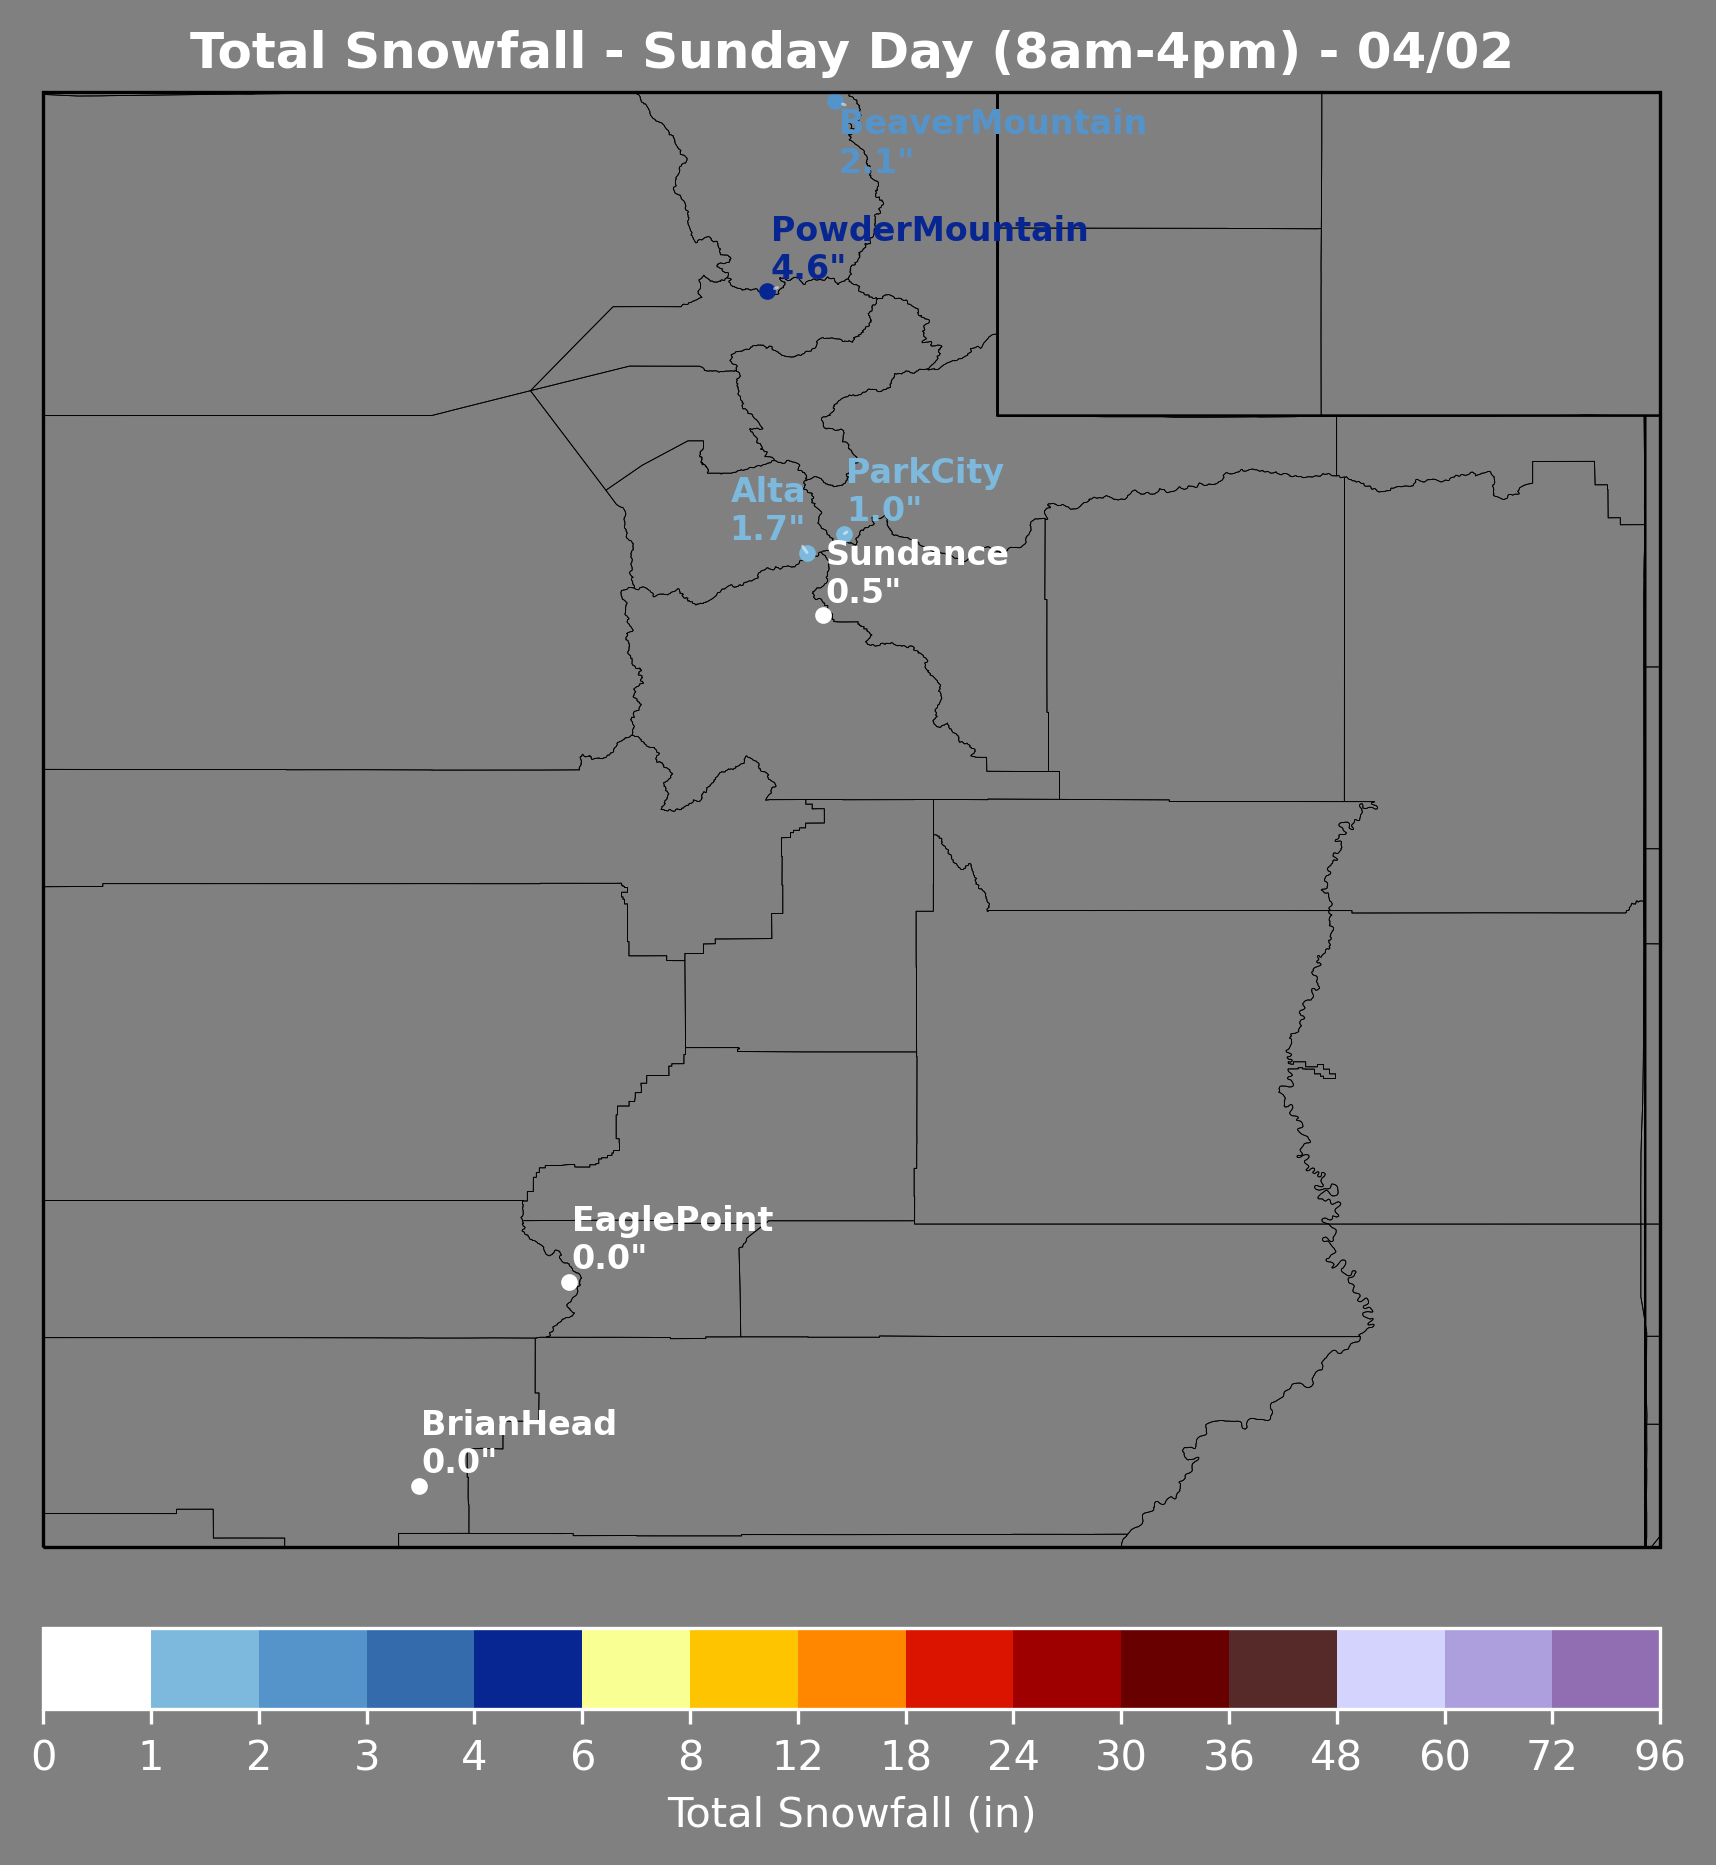 Total Snowfall - Sunday Day (8am-4pm) - 04/02
BeaverMountain
2.1"
PowderMountain
4.6"
ParkCity
1.0"
Alta
1.7"
Sundance
0.5"
EaglePoint
0.0"
BrianHead
0.0"
0 1 2 3 4 6 8 12 18 24 30 36 48 60 72 96
Total Snowfall (in)